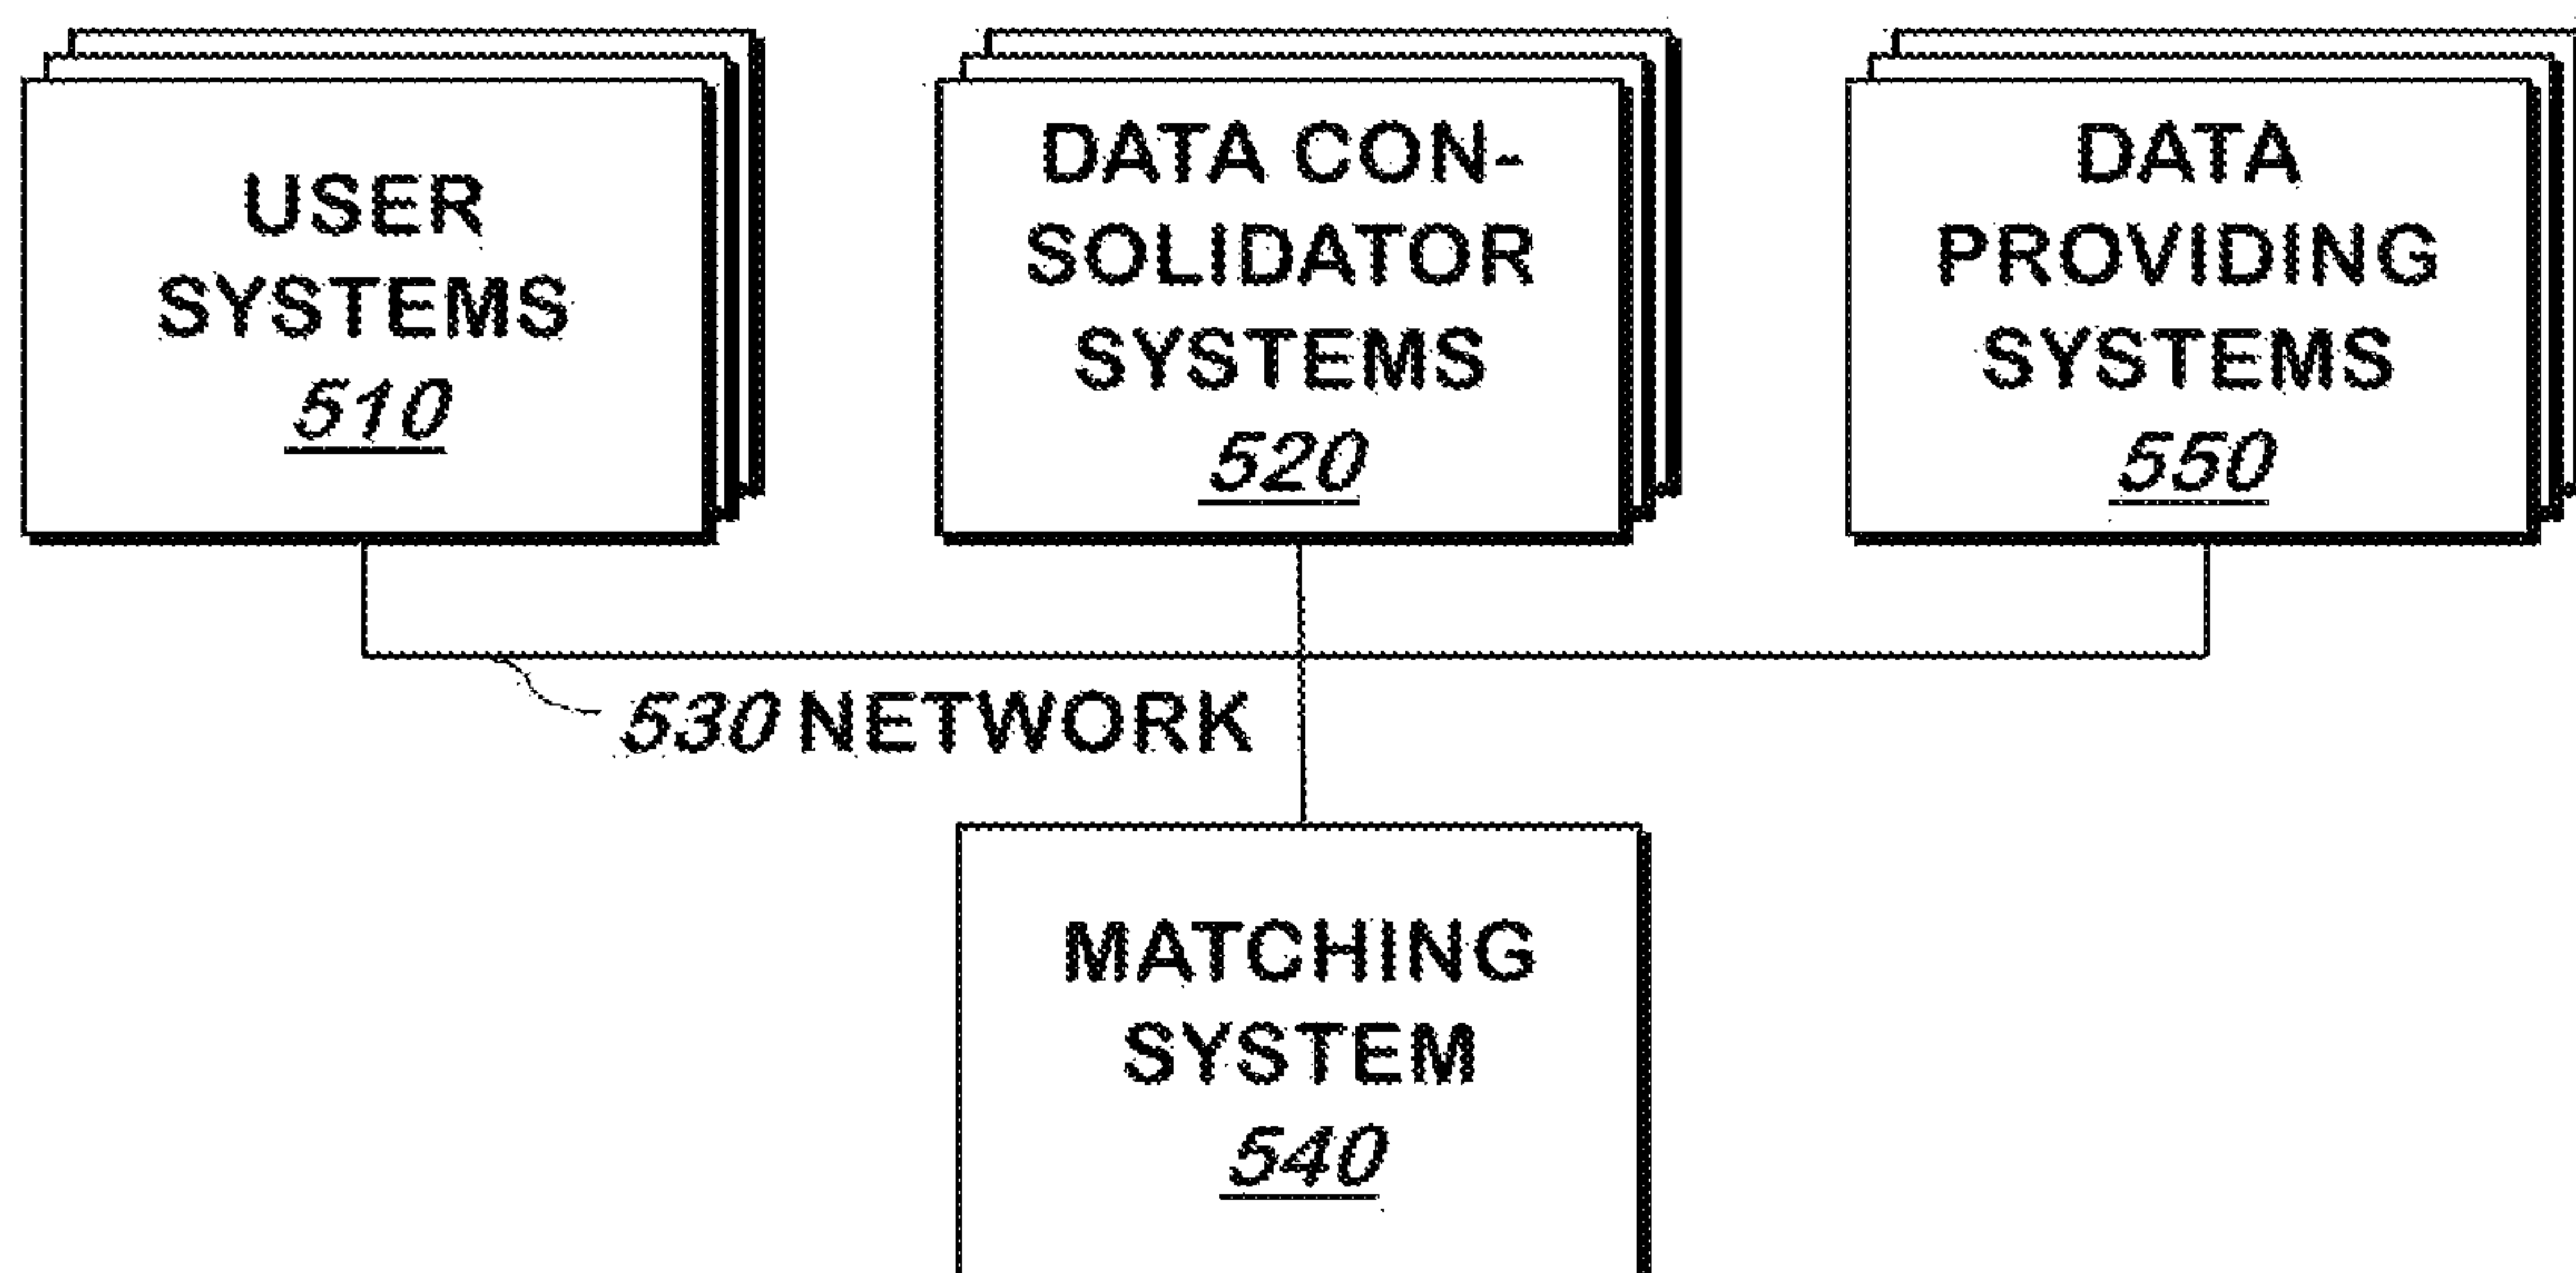 USER
SYSTEMS
510
DATA CON-
SOLIDATOR
SYSTEMS
520
DATA
PROVIDING
SYSTEMS
550
530 NETWORK
MATCHING
SYSTEM
540